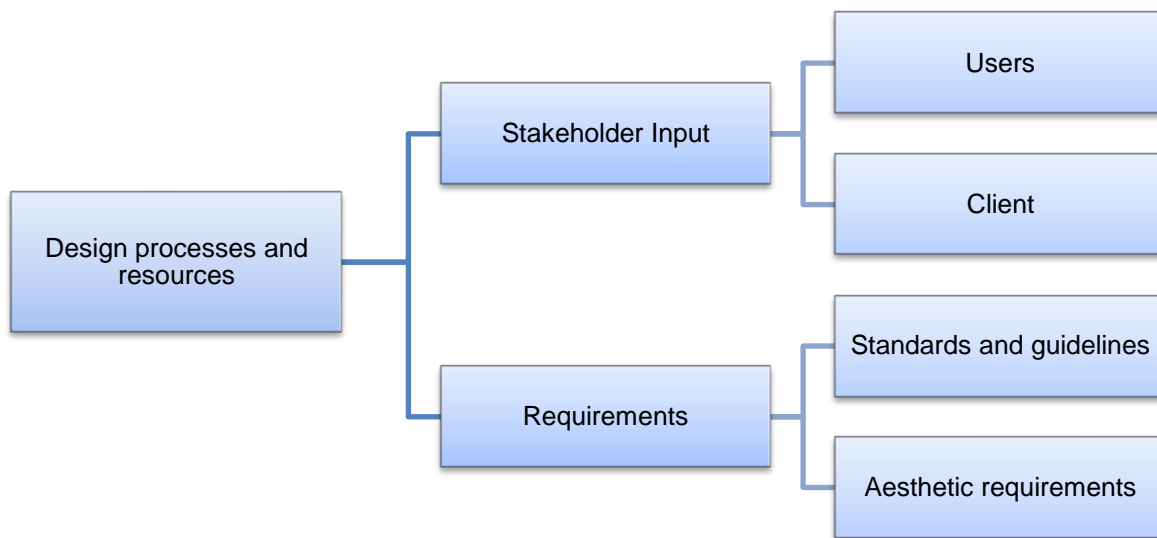 Users
Stakeholder Input
Client
Design processes and
resources
Standards and guidelines
Requirements
Aesthetic requirements